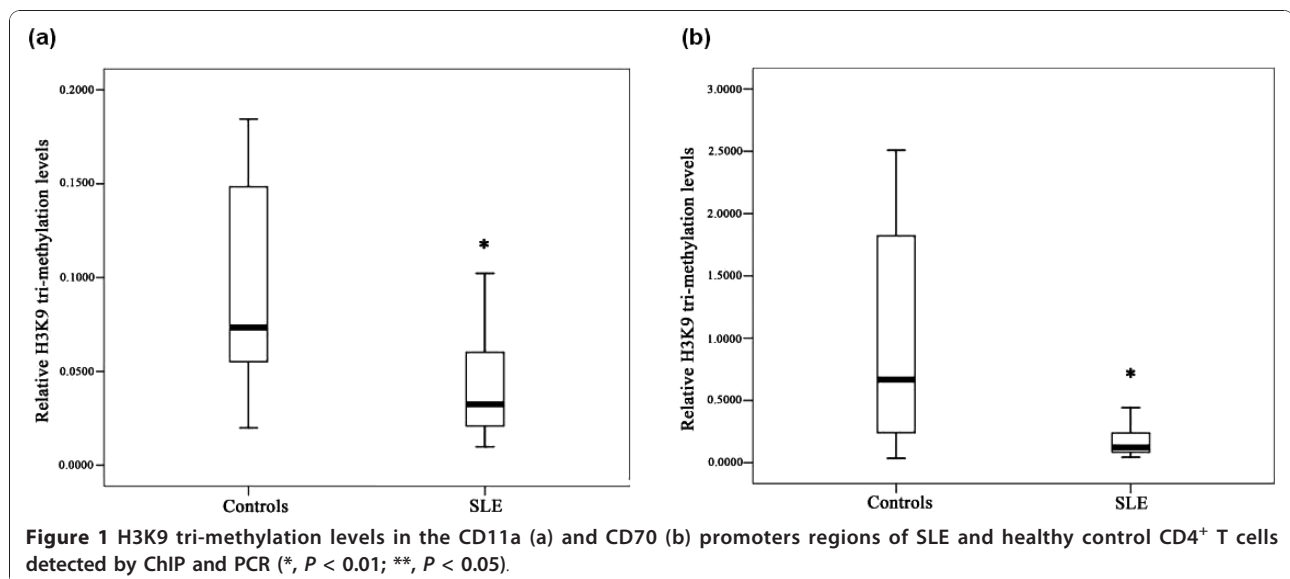 (a)
Relative H3K9 tri-methylation levels
0.2000
0.1500
0.1000
0.0500
0.0000
*
Controls
SLE
(b)
Relative H3K9 tri-methylation levels
3.0000
2.5000
2.0000
1.5000
1.0000
0.5000
0.0000
*
Controls
SLE
Figure 1 H3K9 tri-methylation levels in the CD11a (a) and CD70 (b) promoters regions of SLE and healthy control CD4⁺ T cells
detected by ChIP and PCR (*, P < 0.01; **, P < 0.05).